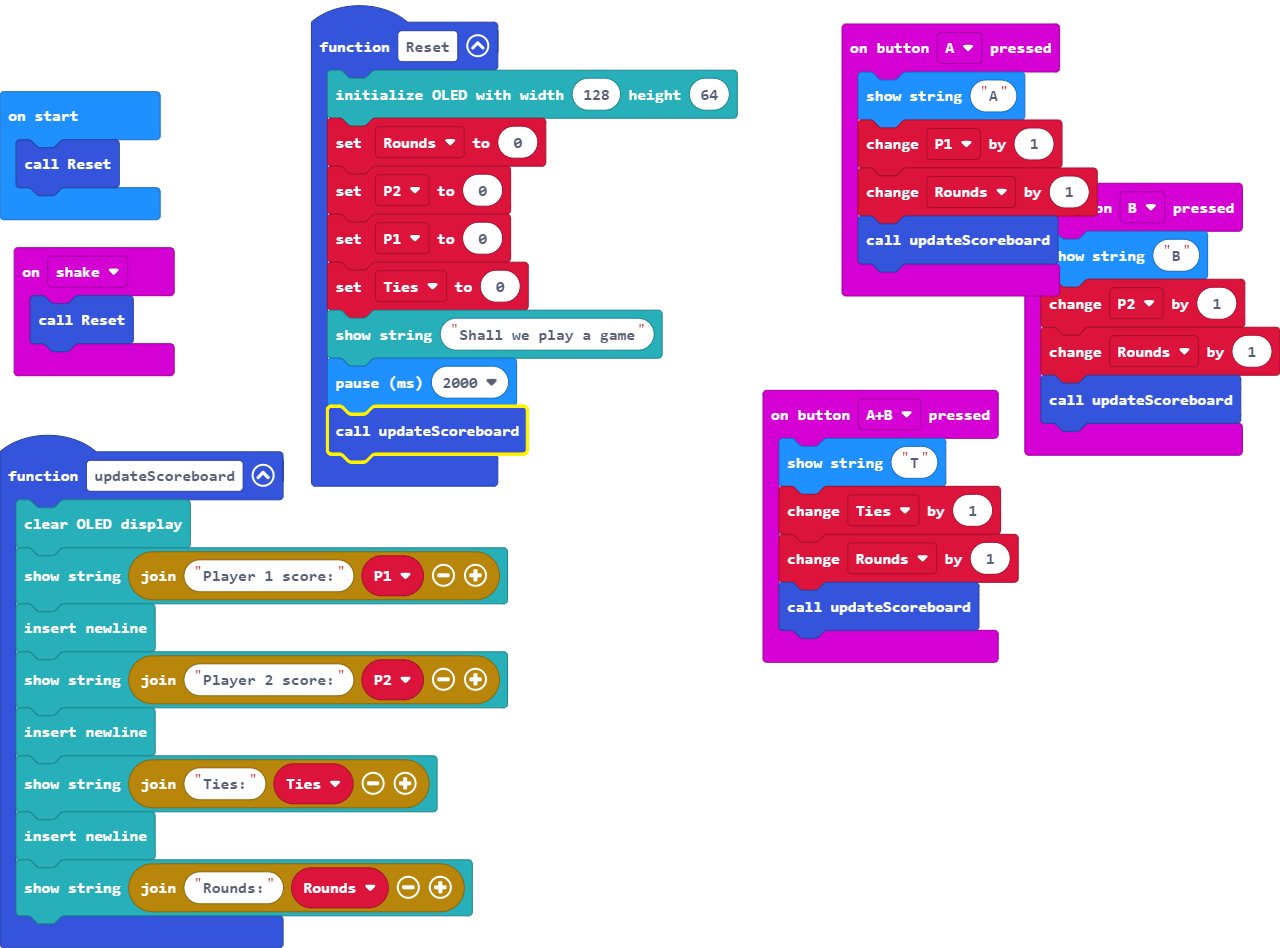 on start
call Reset
on shake
call Reset
function Reset
initialize OLED with width 128 height 64
set Rounds to 0
set P2 to 0
set P1 to 0
set Ties to 0
show string "Shall we play a game"
pause (ms) 2000
call updateScoreboard
function updateScoreboard
clear OLED display
show string join "Player 1 score:" P1
insert newline
show string join "Player 2 score:" P2
insert newline
show string join "Ties:" Ties
insert newline
show string join "Rounds:" Rounds
on button A pressed
show string "A"
change P1 by 1
change Rounds by 1
call updateScoreboard
on B pressed
how string "B"
change P2 by 1
change Rounds by 1
call updateScoreboard
on button A+B pressed
show string "T"
change Ties by 1
change Rounds by 1
call updateScoreboard